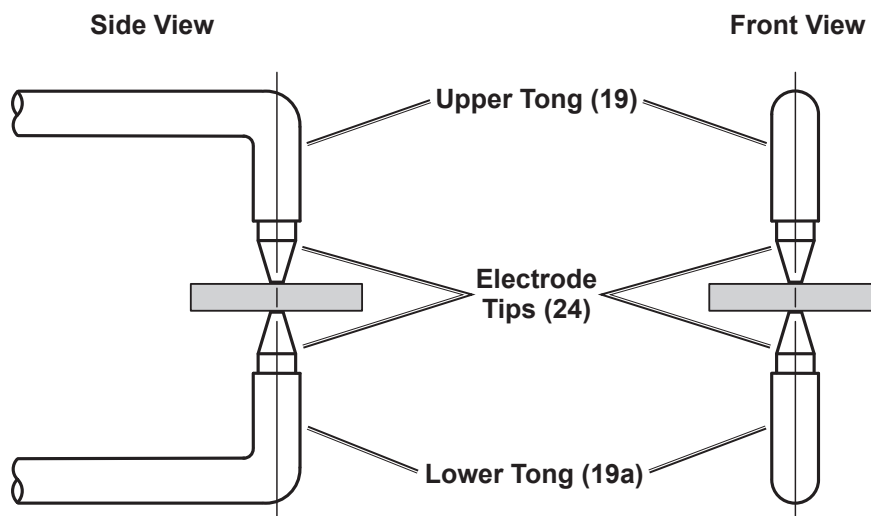 Side View
Front View
Upper Tong (19)
Electrode
Tips (24)
Lower Tong (19a)